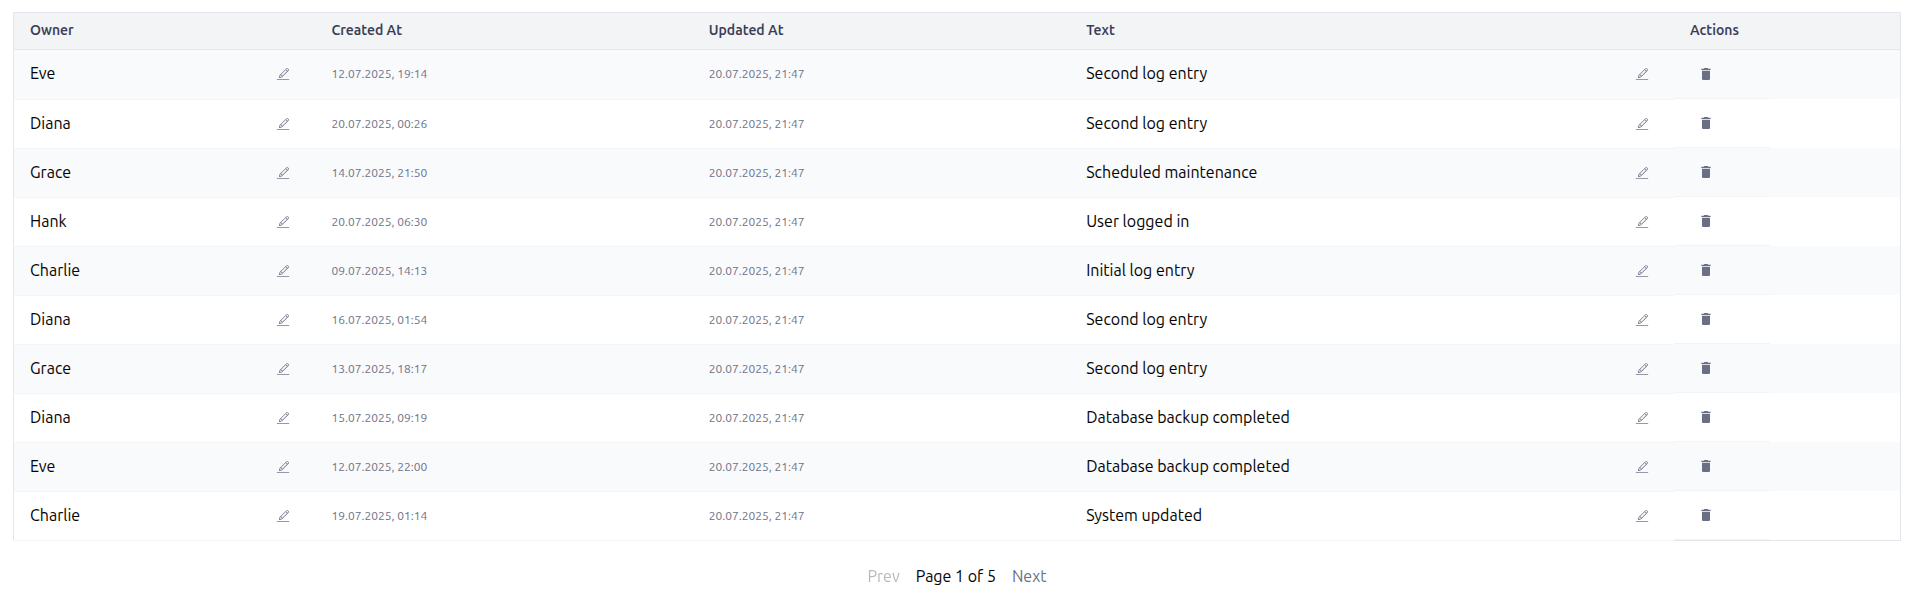 Owner Created At Updated At Text Actions
Eve 12.07.2025, 19:14 20.07.2025, 21:47 Second log entry
Diana 20.07.2025, 00:26 20.07.2025, 21:47 Second log entry
Grace 14.07.2025, 21:50 20.07.2025, 21:47 Scheduled maintenance
Hank 20.07.2025, 06:30 20.07.2025, 21:47 User logged in
Charlie 09.07.2025, 14:13 20.07.2025, 21:47 Initial log entry
Diana 16.07.2025, 01:54 20.07.2025, 21:47 Second log entry
Grace 13.07.2025, 18:17 20.07.2025, 21:47 Second log entry
Diana 15.07.2025, 09:19 20.07.2025, 21:47 Database backup completed
Eve 12.07.2025, 22:00 20.07.2025, 21:47 Database backup completed
Charlie 19.07.2025, 01:14 20.07.2025, 21:47 System updated
Prev Page 1 of 5 Next